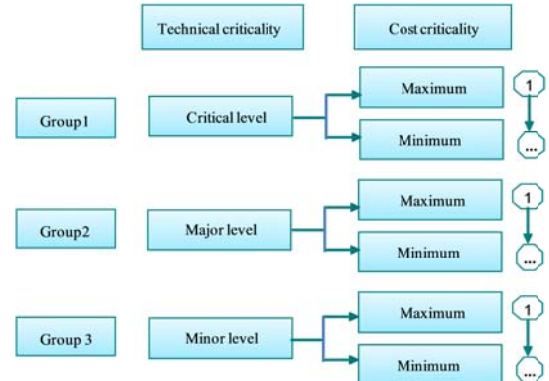 Technical criticality
Cost criticality
Group1
Critical level
Maximum
1
Minimum
...
Group2
Major level
Maximum
1
Minimum
...
Group 3
Minor level
Maximum
1
Minimum
...